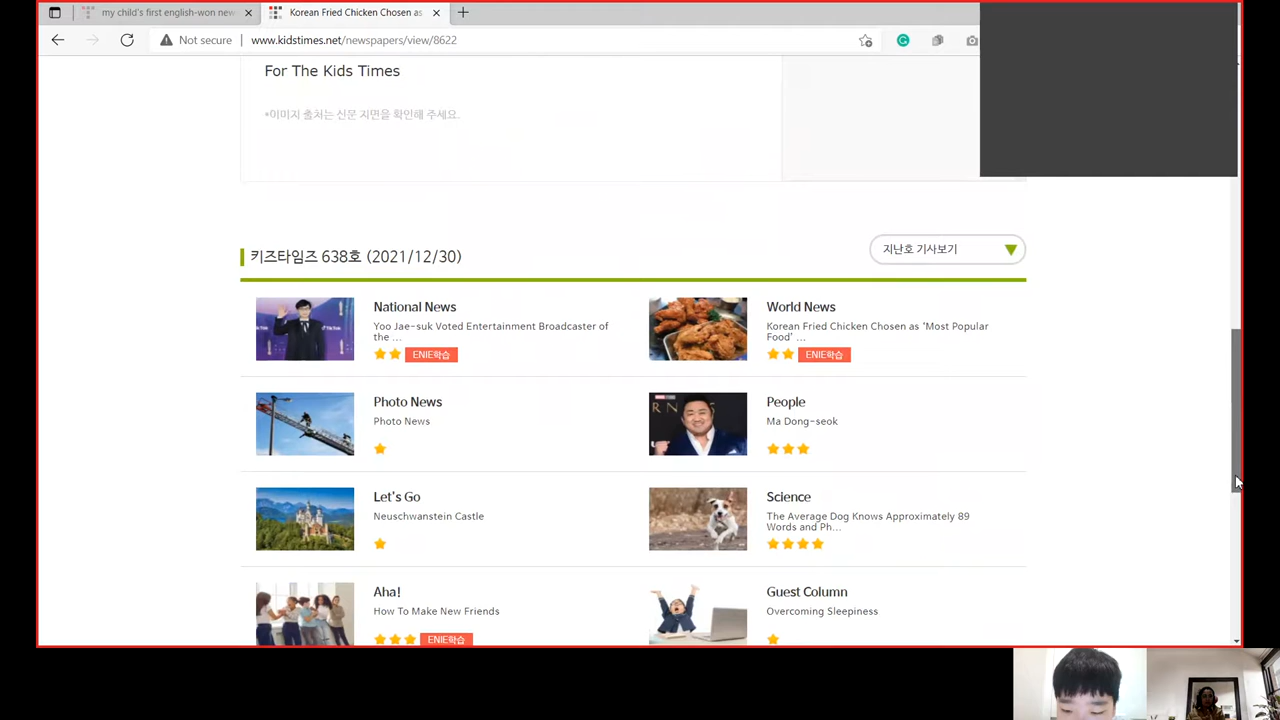 my child's first english-won new
Korean Fried Chicken Chosen as
Not secure
www.kidstimes.net/newspapers/view/8622
For The Kids Times
*이미지 출처는 신문 지면을 확인해 주세요.
키즈타임즈 638호 (2021/12/30)
지난호 기사보기
National News
Yoo Jae-suk Voted Entertainment Broadcaster of
the ...
ENIE학습
World News
Korean Fried Chicken Chosen as 'Most Popular
Food' ...
ENIE학습
Photo News
Photo News
People
Ma Dong-seok
Let's Go
Neuschwanstein Castle
Science
The Average Dog Knows Approximately 89
Words and Ph...
Aha!
How To Make New Friends
ENIE학습
Guest Column
Overcoming Sleepiness